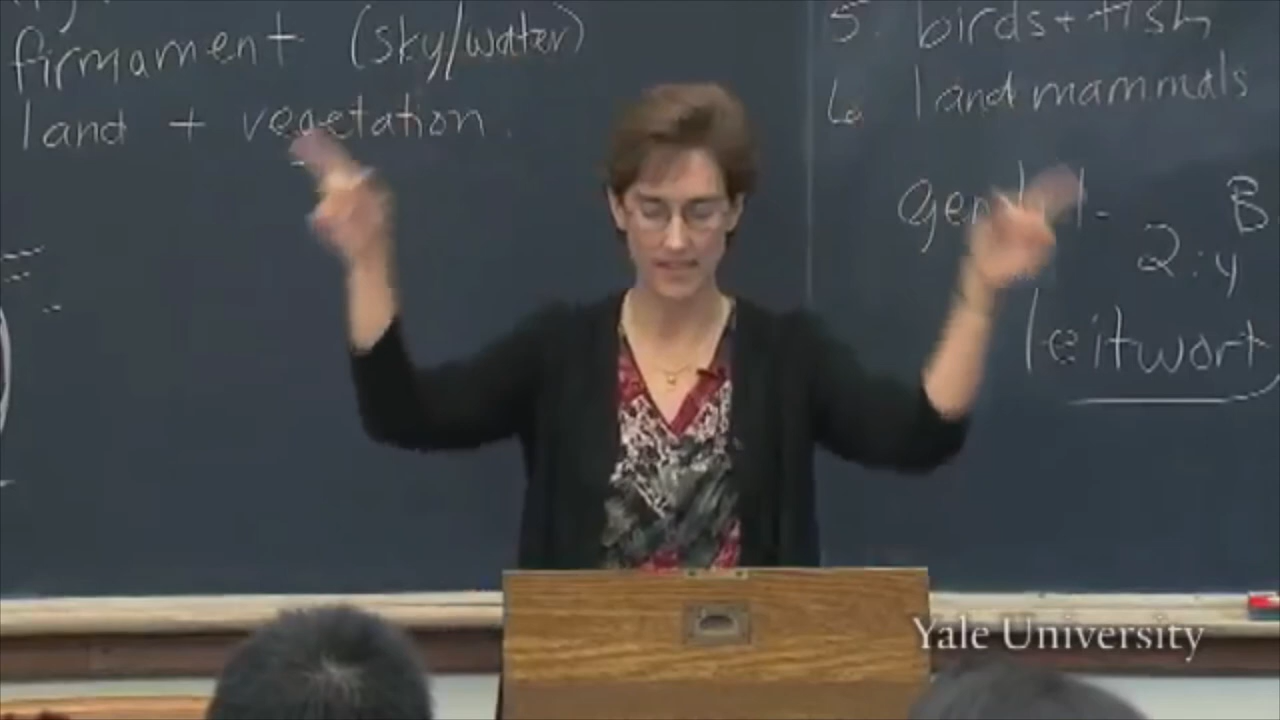 firmament (sky/water)
land + vegetation.
5. birds + fish
6. land mammals
B
2:4
leitwort
Yale University